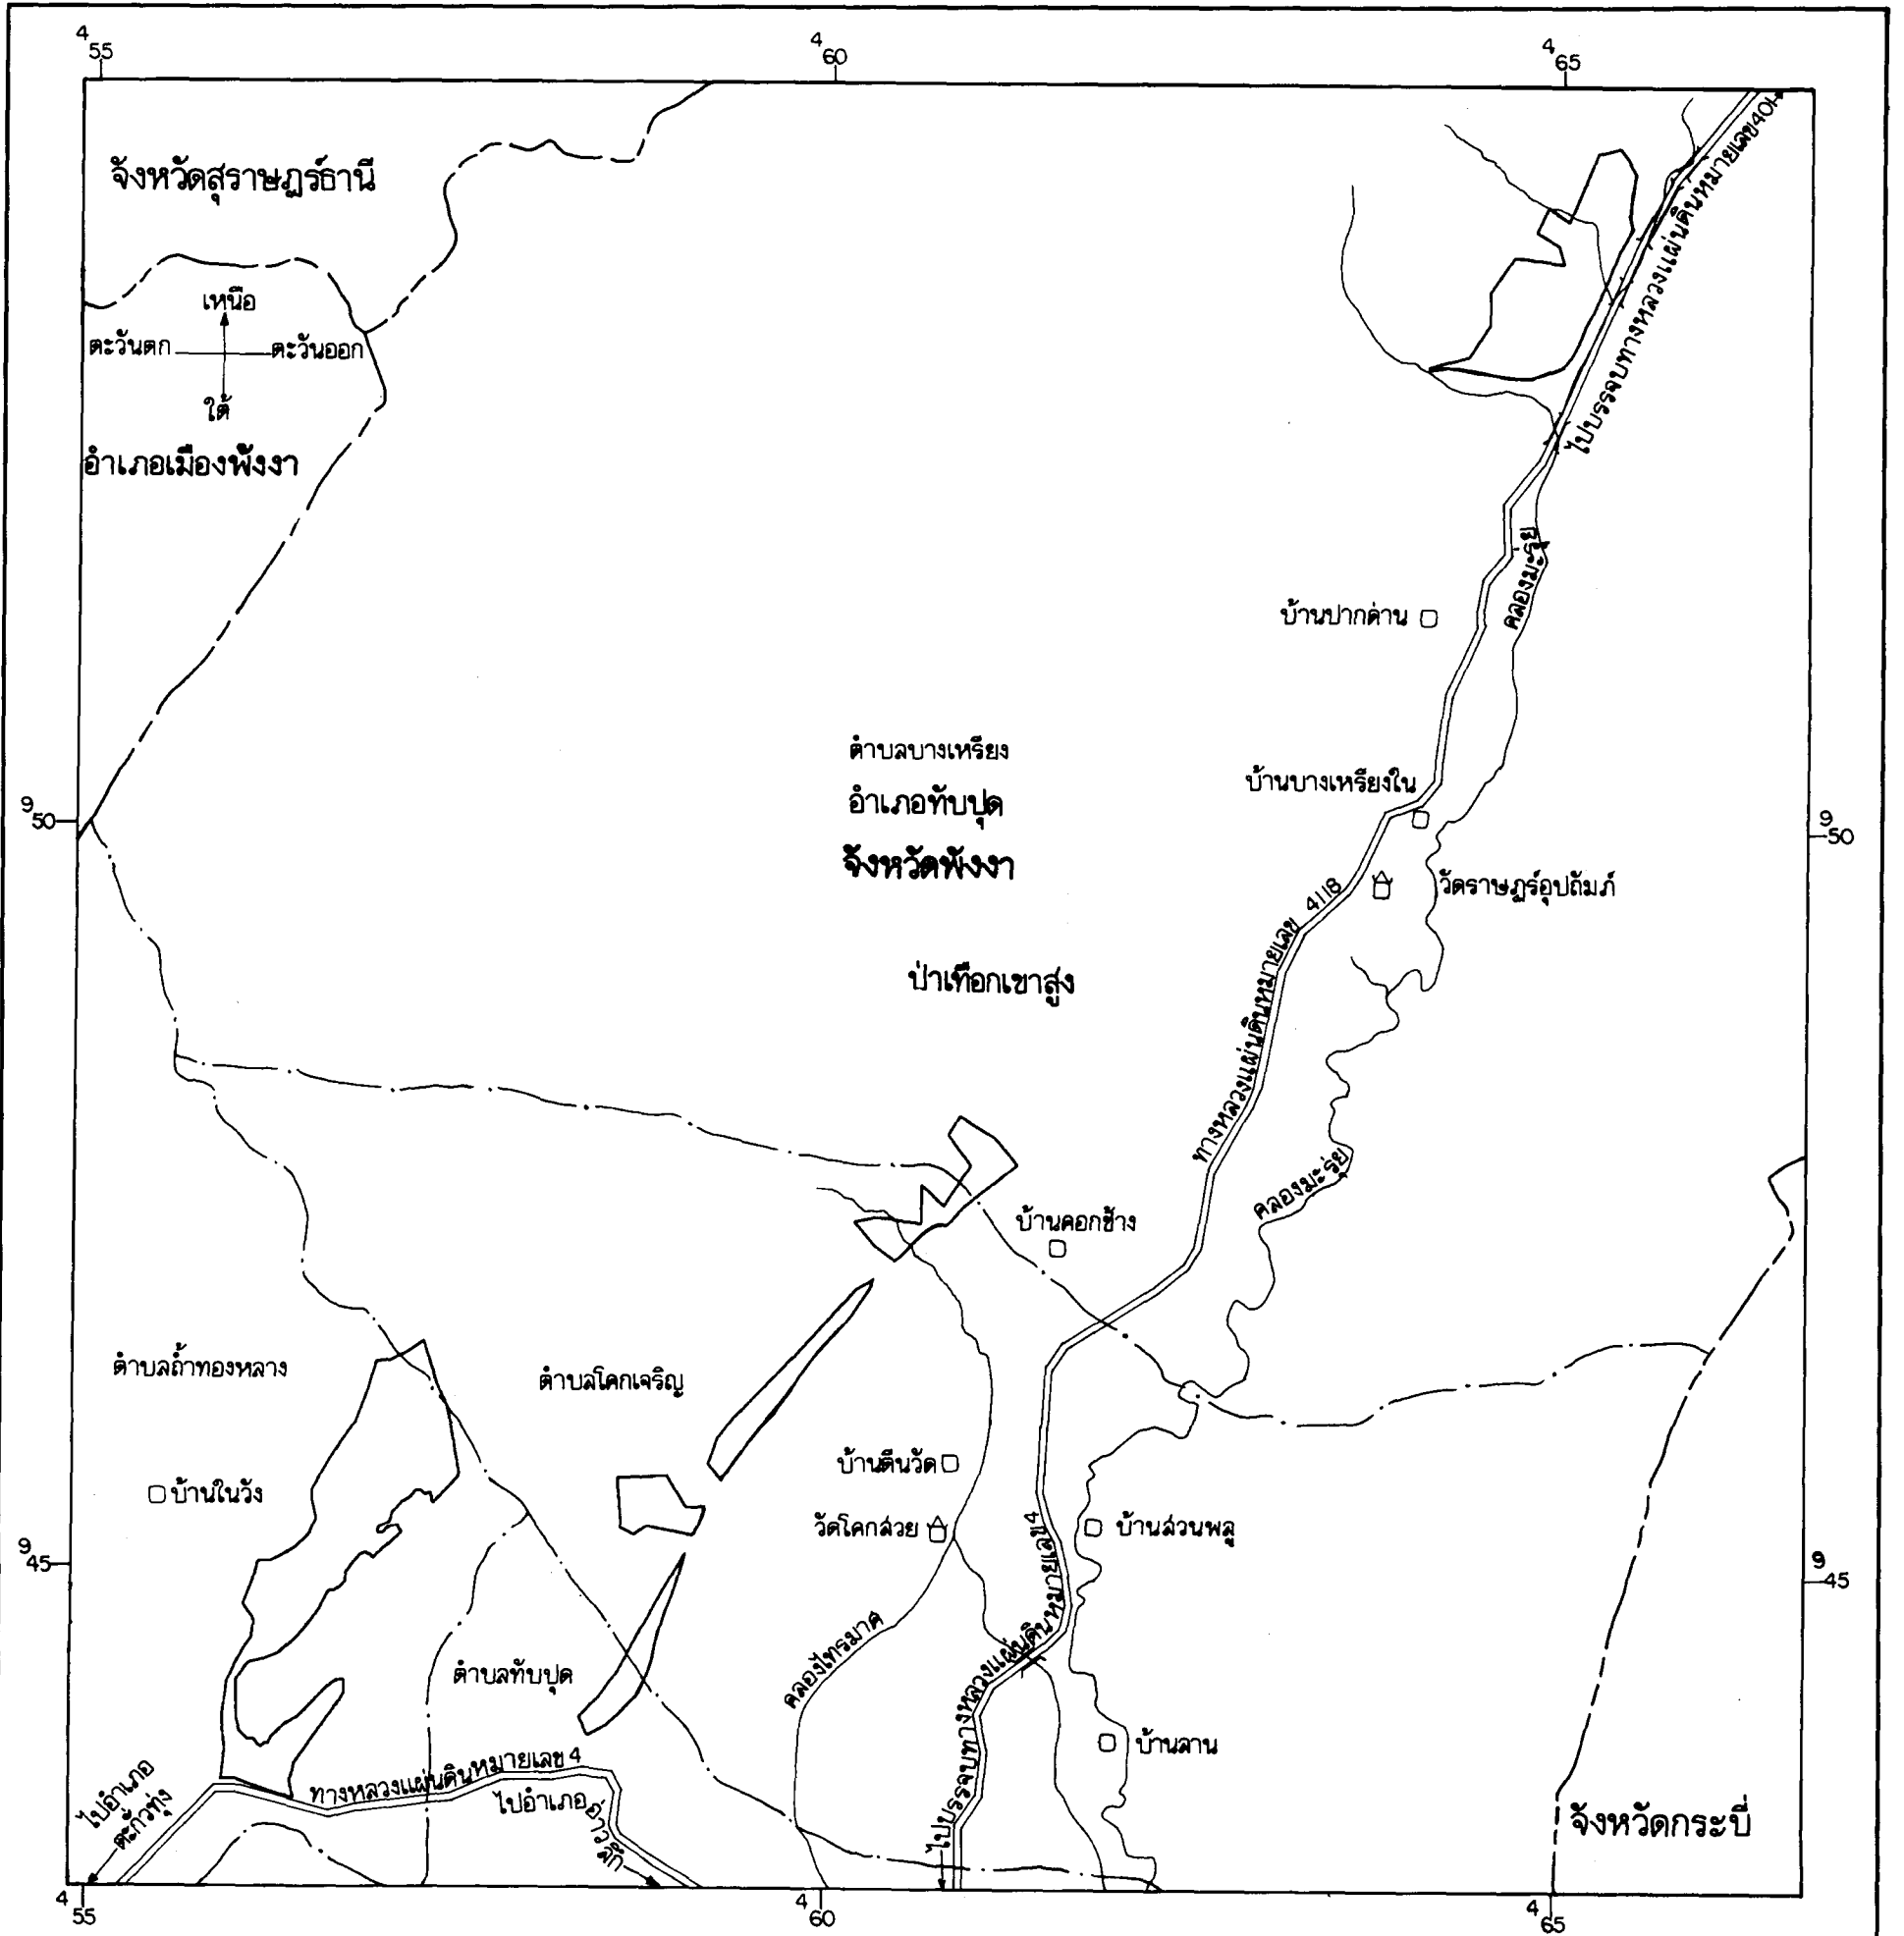 4 55
4 60
4 65
จังหวัดสุราษฎร์ธานี
เหนือ
ตะวันตก
ตะวันออก
ใต้
อำเภอเมืองพังงา
ไปบรรจบทางหลวงแผ่นดินหมายเลข401
คลองมะรุ่ย
บ้านปากด่าน
ตำบลบางเหรียง
อำเภอทับปุด
จังหวัดพังงา
บ้านบางเหรียงใน
9 50
9 50
วัดราษฎร์อุปถัมภ์
ทางหลวงแผ่นดินหมายเลข 4118
ป่าเทือกเขาสูง
คลองมะรุ่ย
บ้านคอกช้าง
ตำบลถ้ำทองหลาง
ตำบลโคกเจริญ
บ้านตีนวัด
บ้านในวัง
วัดโคกสวย
บ้านสวนพลู
9 45
9 45
ไปบรรจบทางหลวงแผ่นดินหมายเลข 4
คลองไทรมาศ
ตำบลทับปุด
บ้านลาน
ทางหลวงแผ่นดินหมายเลข 4
ไปอำเภอ
ตะกั่วทุ่ง
ไปอำเภอ อ่าวลึก
จังหวัดกระบี่
4 55
4 60
4 65